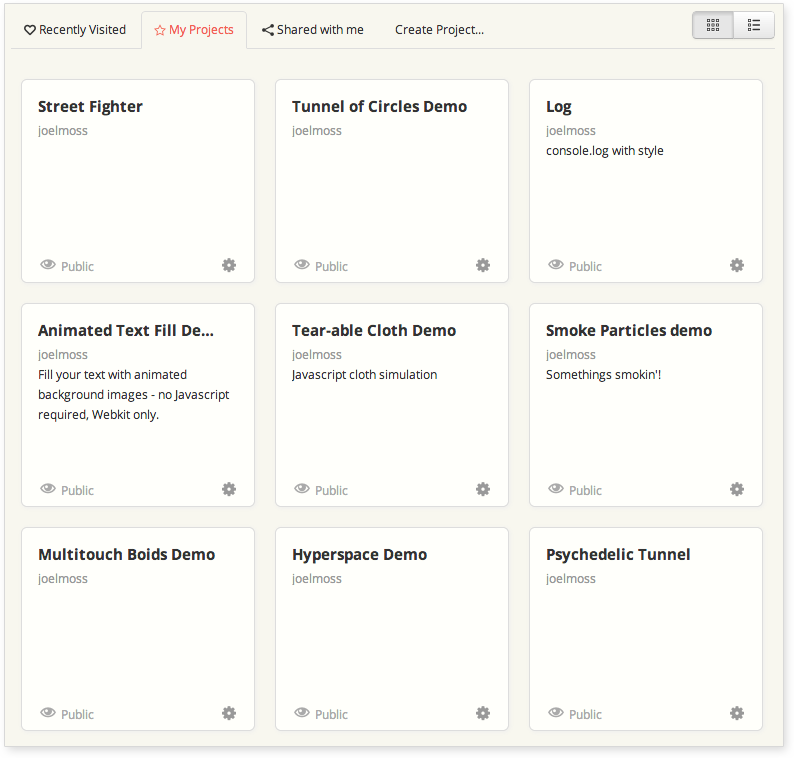 Recently Visited
My Projects
Shared with me
Create Project...
Street Fighter
joelmoss
Public
Tunnel of Circles Demo
joelmoss
Public
Log
joelmoss
console.log with style
Public
Animated Text Fill De...
joelmoss
Fill your text with animated
background images - no Javascript
required, Webkit only.
Public
Tear-able Cloth Demo
joelmoss
Javascript cloth simulation
Public
Smoke Particles demo
joelmoss
Somethings smokin'!
Public
Multitouch Boids Demo
joelmoss
Public
Hyperspace Demo
joelmoss
Public
Psychedelic Tunnel
joelmoss
Public